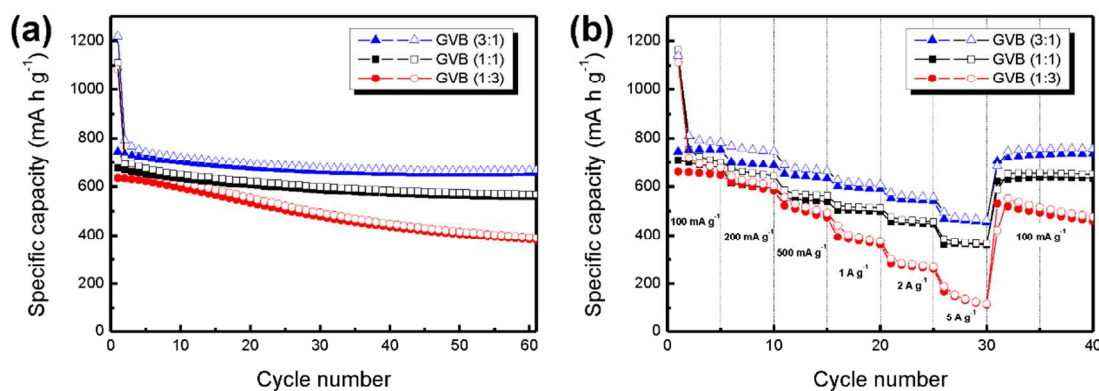 (a)
Specific capacity (mA h g⁻¹)
1200
1000
800
600
400
200
0
GVB (3:1)
GVB (1:1)
GVB (1:3)
0 10 20 30 40 50 60
Cycle number
(b)
Specific capacity (mA h g⁻¹)
1200
1000
800
600
400
200
0
GVB (3:1)
GVB (1:1)
GVB (1:3)
100 mA g⁻¹
200 mA g⁻¹
500 mA g⁻¹
1 A g⁻¹
2 A g⁻¹
5 A g⁻¹
100 mA g⁻¹
0 10 20 30 40
Cycle number